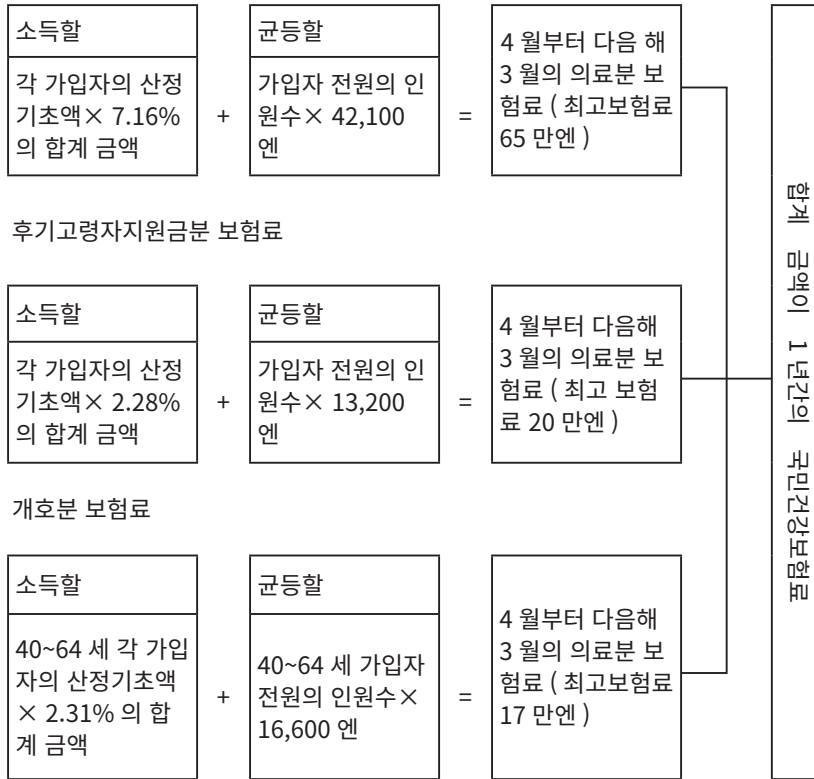 소득할
각 가입자의 산정
기초액× 7.16%
의 합계 금액
+
균등할
가입자 전원의 인
원수× 42,100
엔
=
4 월부터 다음 해
3 월의 의료분 보
험료 ( 최고보험료
65 만엔 )
후기고령자지원금분 보험료
소득할
각 가입자의 산정
기초액× 2.28%
의 합계 금액
+
균등할
가입자 전원의 인
원수× 13,200
엔
=
4 월부터 다음해
3 월의 의료분 보
험료 ( 최고 보험
료 20 만엔 )
개호분 보험료
소득할
40~64 세 각 가입
자의 산정기초액
× 2.31% 의 합
계 금액
+
균등할
40~64 세 가입자
전원의 인원수×
16,600 엔
=
4 월부터 다음해
3 월의 의료분 보
험료 ( 최고보험료
17 만엔 )
합계 금액이 1 년간의 국민건강보험료